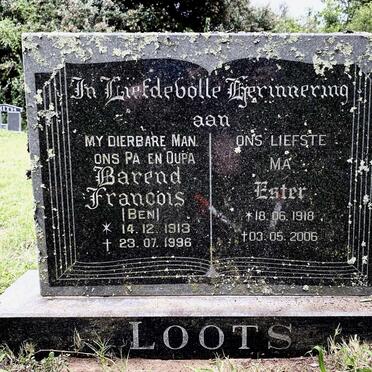 In Liefdebolle Herinnering
aan
MY DIERBARE MAN.
ONS PA EN OUPA
Barend
Francois
[BEN]
* 14.12.1913
† 23.07.1996
ONS LIEFSTE
MA
Ester
* 18.06.1918
† 03.05.2006
LOOTS